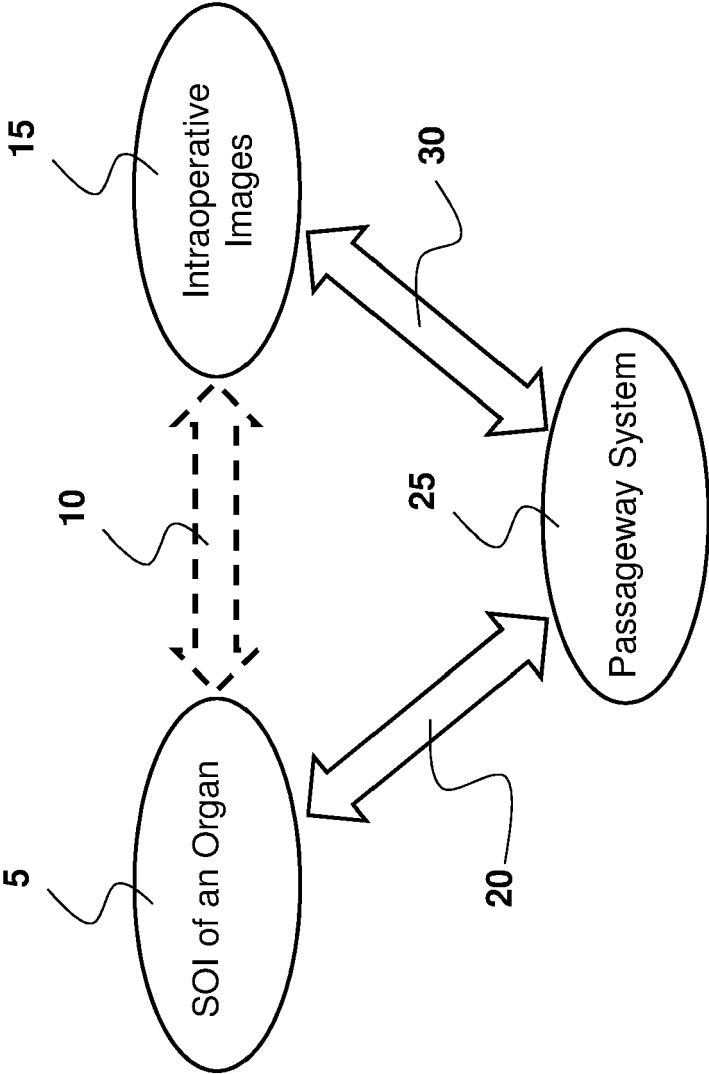 5
10
15
SOI of an Organ
Intraoperative
Images
20
25
30
Passageway System